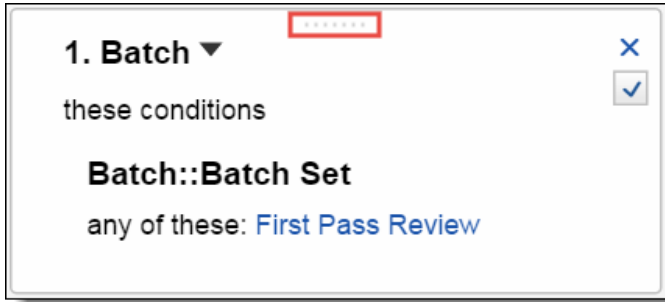 1. Batch
these conditions
Batch::Batch Set
any of these: First Pass Review